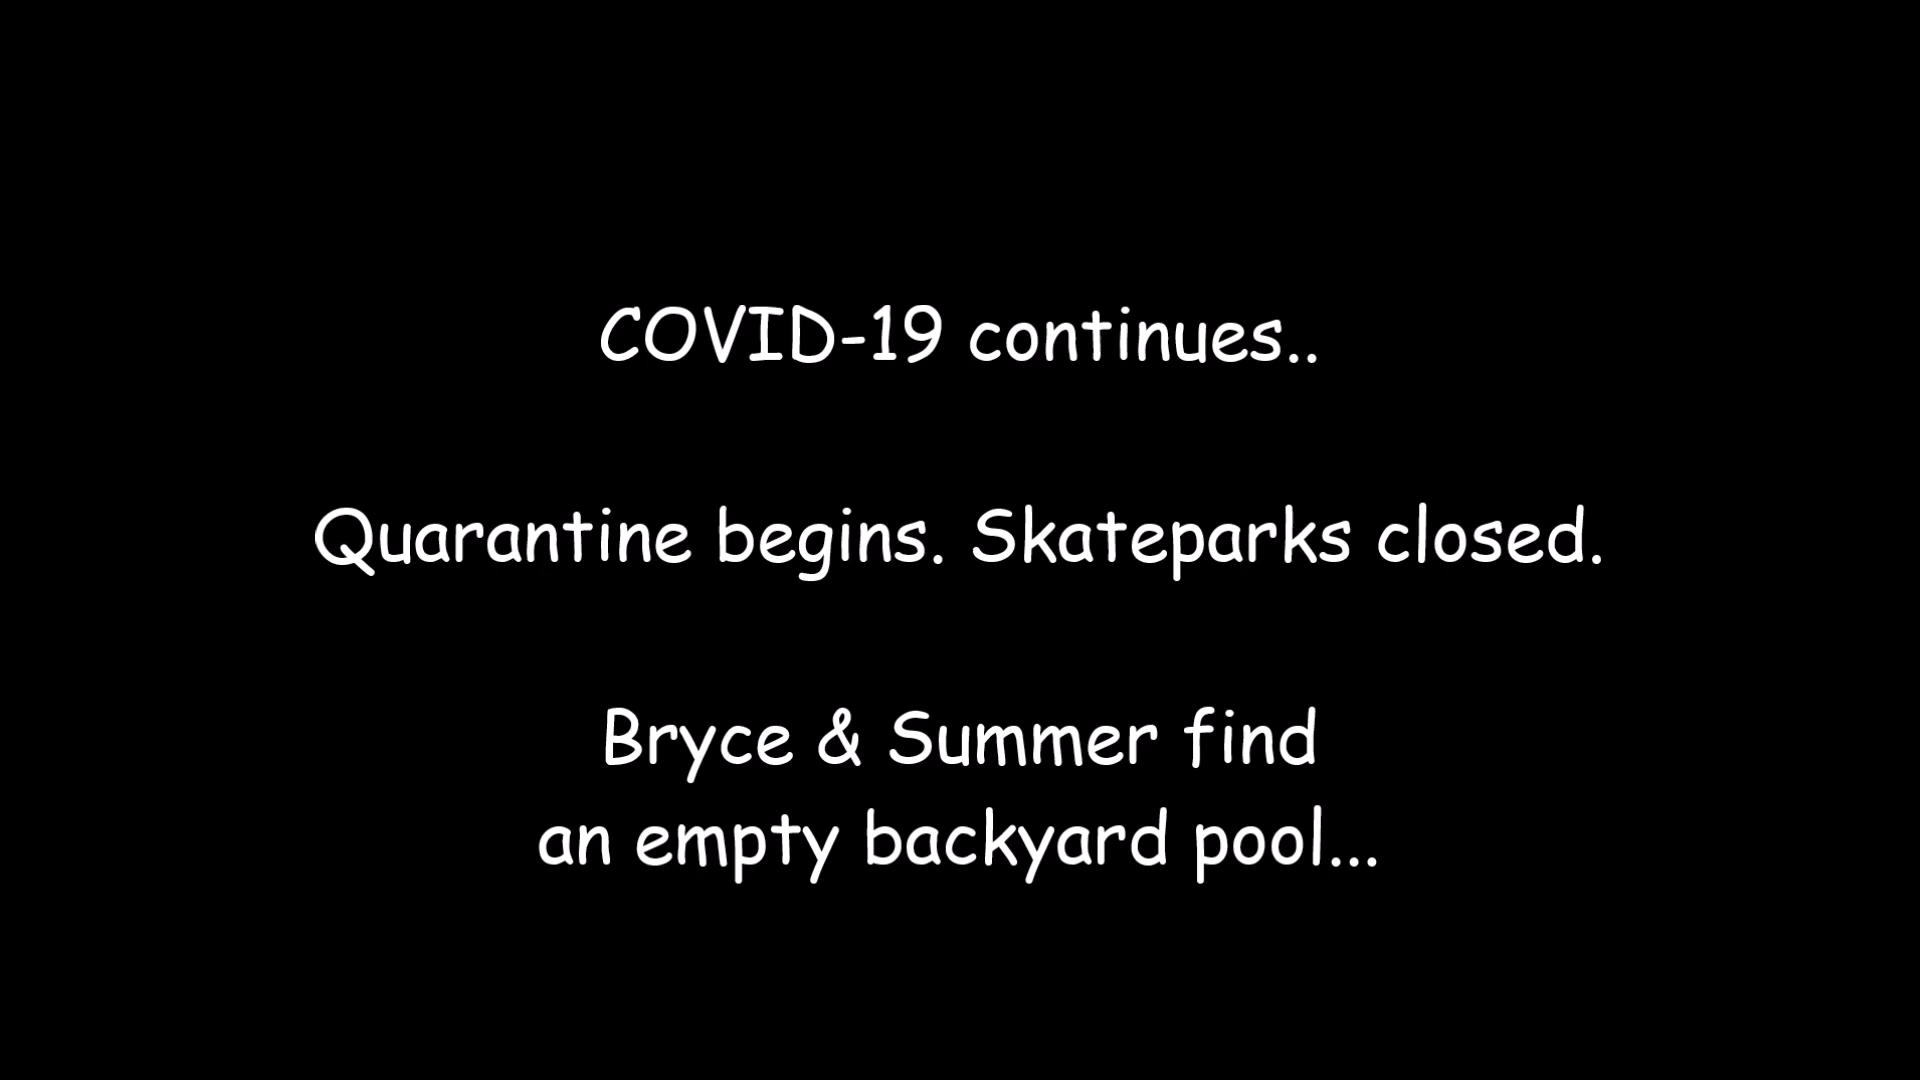 COVID-19 continues..
Quarantine begins. Skateparks closed.
Bryce & Summer find
an empty backyard pool...